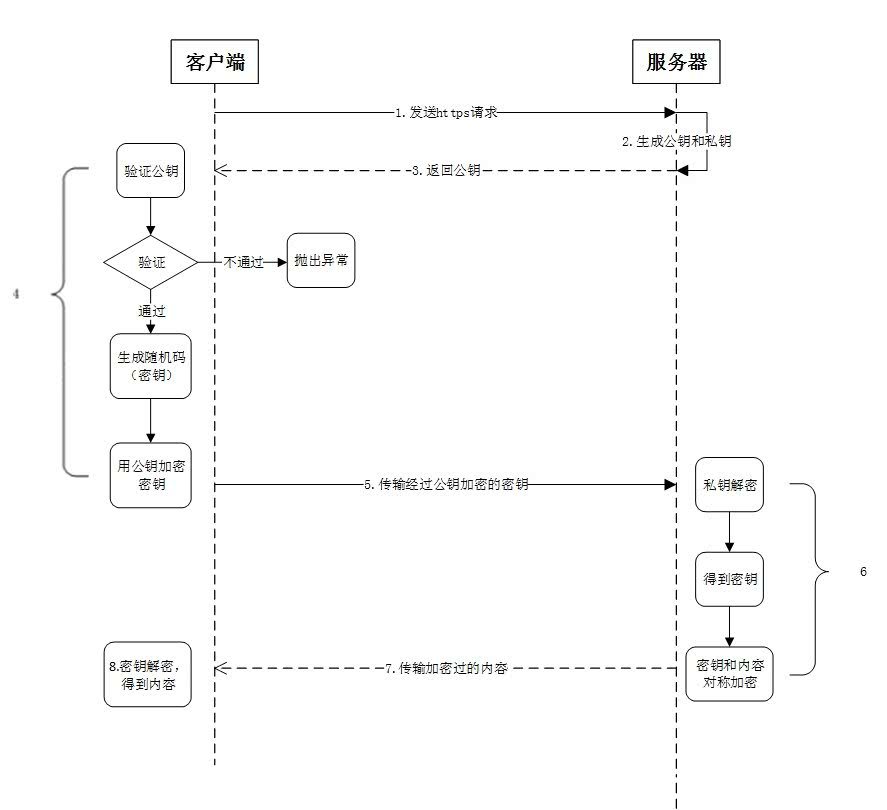 客户端
服务器
1.发送https请求
2.生成公钥和私钥
3.返回公钥
验证公钥
验证
不通过
抛出异常
4
通过
生成随机码
（密钥）
用公钥加密
密钥
5.传输经过公钥加密的密钥
私钥解密
得到密钥
6
密钥和内容
对称加密
7.传输加密过的内容
8.密钥解密，
得到内容